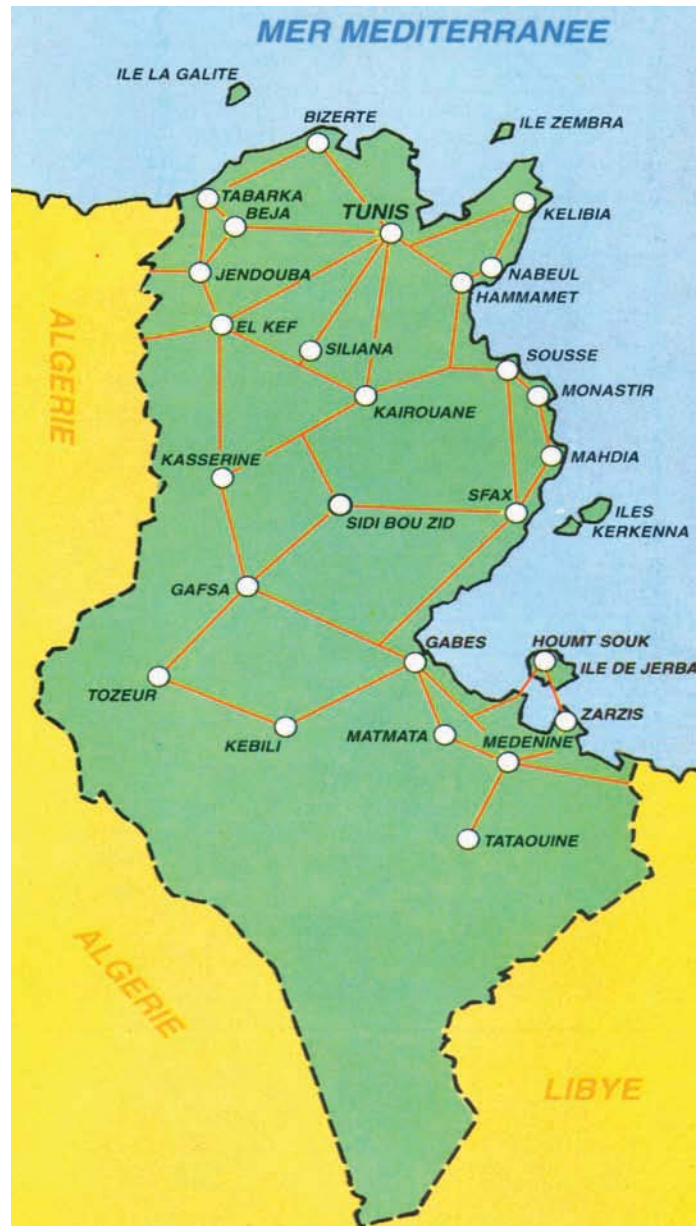 MER MEDITERRANEE
ILE LA GALITE
BIZERTE
ILE ZEMBRA
TABARKA
BEJA
TUNIS
KELIBIA
JENDOUBA
NABEUL
HAMMAMET
ALGERIE
EL KEF
SILIANA
SOUSSE
MONASTIR
KAIROUANE
KASSERINE
MAHDIA
SFAX
SIDI BOU ZID
ILES
KERKENNA
GAFSA
GABES
HOUMT SOUK
ILE DE JERBA
TOZEUR
ZARZIS
KEBILI
MATMATA
MEDENINE
TATAOUINE
ALGERIE
LIBYE